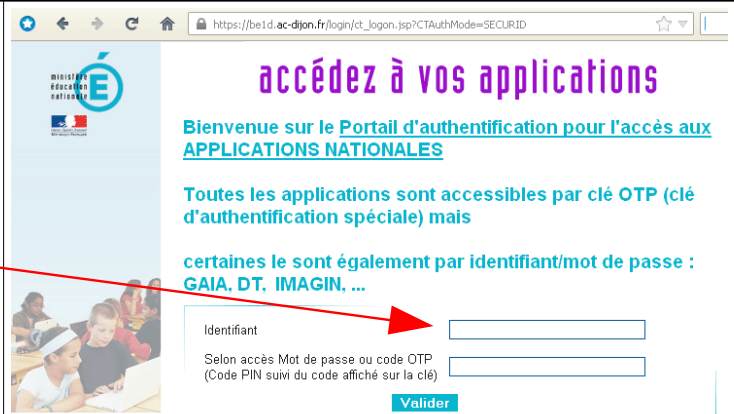 https://be1d.ac-dijon.fr/login/ct_logon.jsp?CTAuthMode=SECURID
ministère
éducation
nationale
É
accédez à vos applications
Bienvenue sur le Portail d'authentification pour l'accès aux
APPLICATIONS NATIONALES
Toutes les applications sont accessibles par clé OTP (clé
d'authentification spéciale) mais
certaines le sont également par identifiant/mot de passe :
GAIA, DT, IMAGIN, ...
Identifiant
Selon accès Mot de passe ou code OTP
(Code PIN suivi du code affiché sur la clé)
Valider